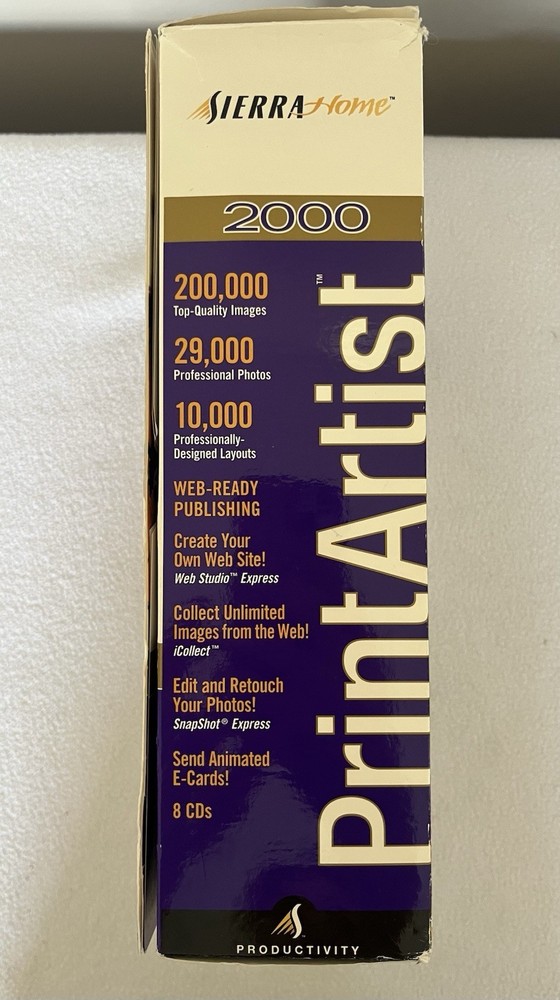 SIERRA Home™
2000
200,000
Top-Quality Images
29,000
Professional Photos
10,000
Professionally-
Designed Layouts
WEB-READY
PUBLISHING
Create Your
Own Web Site!
Web Studio™ Express
Collect Unlimited
Images from the Web!
iCollect™
Edit and Retouch
Your Photos!
SnapShot® Express
Send Animated
E-Cards!
8 CDs
PrintArtist™
PRODUCTIVITY